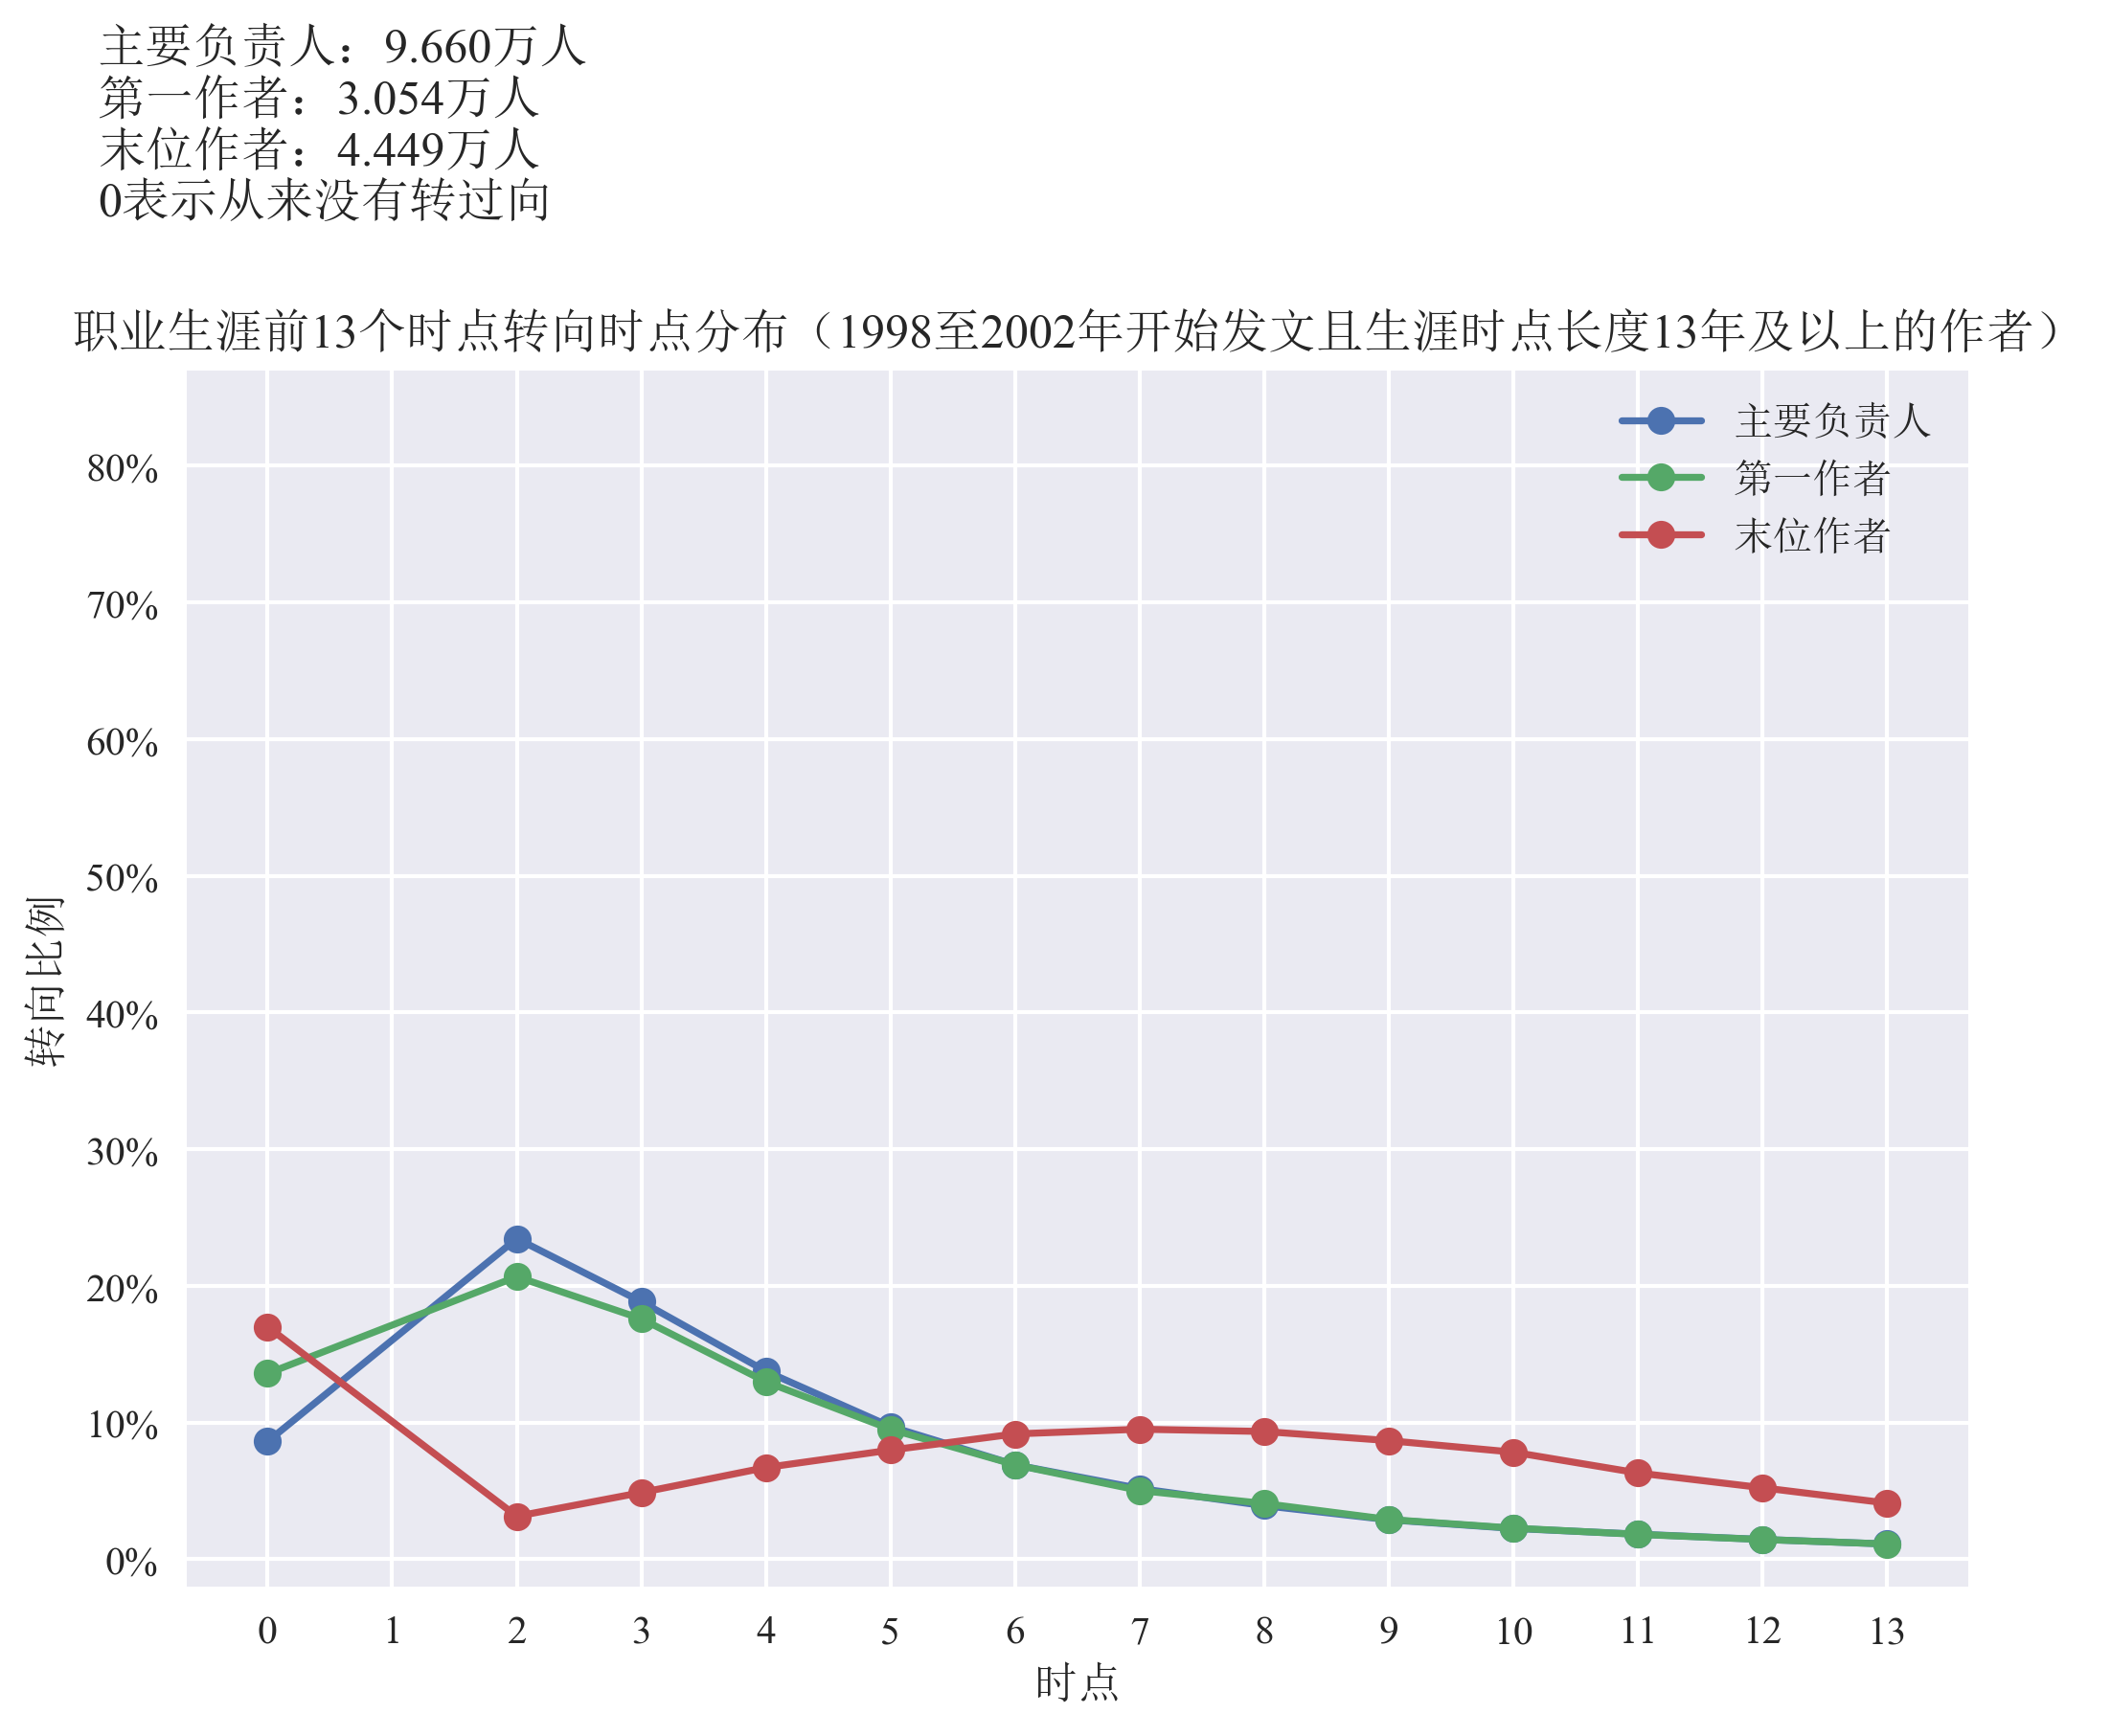 主要负责人：9.660万人
第一作者：3.054万人
末位作者：4.449万人
0表示从来没有转过向
职业生涯前13个时点转向时点分布（1998至2002年开始发文且生涯时点长度13年及以上的作者）
主要负责人
第一作者
末位作者
80%
70%
60%
50%
40%
30%
20%
10%
0%
转向比例
0 1 2 3 4 5 6 7 8 9 10 11 12 13
时点